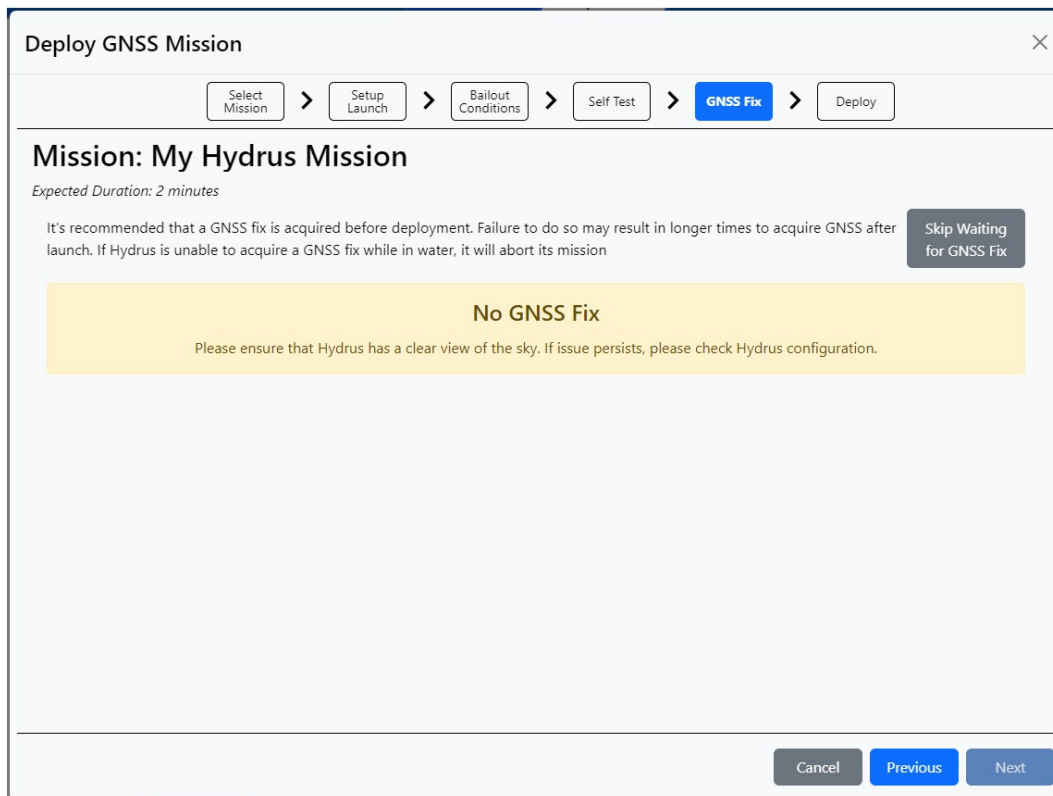 Deploy GNSS Mission
Select
Mission
Setup
Launch
Bailout
Conditions
Self Test
GNSS Fix
Deploy
Mission: My Hydrus Mission
Expected Duration: 2 minutes
It's recommended that a GNSS fix is acquired before deployment. Failure to do so may result in longer times to acquire GNSS after
launch. If Hydrus is unable to acquire a GNSS fix while in water, it will abort its mission
Skip Waiting
for GNSS Fix
No GNSS Fix
Please ensure that Hydrus has a clear view of the sky. If issue persists, please check Hydrus configuration.
Cancel
Previous
Next